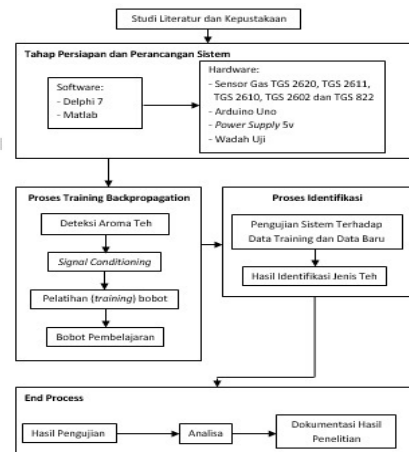 Studi Literatur dan Kepustakaan
Tahap Persiapan dan Perancangan Sistem
Software:
- Delphi 7
- Matlab
Hardware:
- Sensor Gas TGS 2620, TGS 2611,
TGS 2610, TGS 2602 dan TGS 822
- Arduino Uno
- Power Supply 5v
- Wadah Uji
Proses Training Backpropagation
Deteksi Aroma Teh
Signal Conditioning
Pelatihan (training) bobot
Bobot Pembelajaran
Proses Identifikasi
Pengujian Sistem Terhadap
Data Training dan Data Baru
Hasil Identifikasi Jenis Teh
End Process
Hasil Pengujian
Analisa
Dokumentasi Hasil
Penelitian